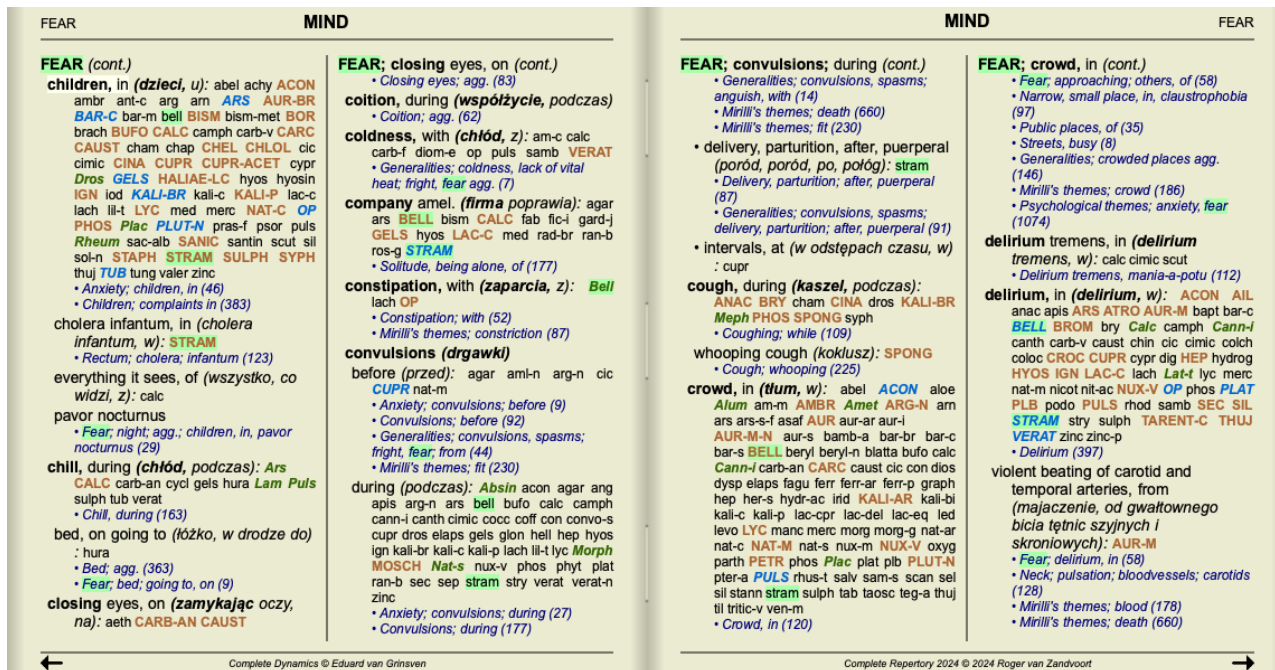 FEAR
MIND
FEAR (cont.)
children, in (dzieci, u): abel achy ACON
ambr ant-c arg arn ARS AUR-BR
BAR-C bar-m bell BISM bism-met BOR
brach BUFO CALC camph carb-v CARC
CAUST cham chap CHEL CHLOL cic
cimic CINA CUPR CUPR-ACET cypr
Dros GELS HALIAE-LC hyos hyosin
IGN iod KALI-BR kali-c KALI-P lac-c
lach lil-t LYC med merc NAT-C OP
PHOS Plac PLUT-N pras-f psor puls
Rheum sac-alb SANIC santin scut sil
sol-n STAPH STRAM SULPH SYPH
thuj TUB tung valer zinc
• Anxiety; children, in (46)
• Children; complaints in (383)
cholera infantum, in (cholera
infantum, w): STRAM
• Rectum; cholera; infantum (123)
everything it sees, of (wszystko, co
widzi, z): calc
pavor nocturnus
• Fear; night; agg.; children, in, pavor
nocturnus (29)
chill, during (chłód, podczas): Ars
CALC carb-an cycl gels hura Lam Puls
sulph tub verat
• Chill, during (163)
bed, on going to (łóżko, w drodze do)
: hura
• Bed; agg. (363)
• Fear; bed; going to, on (9)
closing eyes, on (zamykając oczy,
na): aeth CARB-AN CAUST
FEAR; closing eyes, on (cont.)
• Closing eyes; agg. (83)
coition, during (współżycie, podczas)
• Coition; agg. (62)
coldness, with (chłód, z): am-c calc
carb-f diom-e op puls samb VERAT
• Generalities; coldness, lack of vital
heat; fright, fear agg. (7)
company amel. (firma poprawia): agar
ars BELL bism CALC fab fic-i gard-j
GELS hyos LAC-C med rad-br ran-b
ros-g STRAM
• Solitude, being alone, of (177)
constipation, with (zaparcia, z): Bell
lach OP
• Constipation; with (52)
• Mirilli's themes; constriction (87)
convulsions (drgawki)
before (przed): agar aml-n arg-n cic
CUPR nat-m
• Anxiety; convulsions; before (9)
• Convulsions; before (92)
• Generalities; convulsions, spasms;
fright, fear; from (44)
• Mirilli's themes; fit (230)
during (podczas): Absin acon agar ang
apis arg-n ars bell bufo calc camph
cann-i canth cimic cocc coff con convo-s
cupr dros elaps gels glon hell hep hyos
ign kali-br kali-c kali-p lach lil-t lyc Morph
MOSCH Nat-s nux-v phos phyt plat
ran-b sec sep stram stry verat verat-n
zinc
• Anxiety; convulsions; during (27)
• Convulsions; during (177)
Complete Dynamics © Eduard van Grinsven
MIND
FEAR
FEAR; convulsions; during (cont.)
• Generalities; convulsions, spasms;
anguish, with (14)
• Mirilli's themes; death (660)
• Mirilli's themes; fit (230)
• delivery, parturition, after, puerperal
(poród, poród, po, połóg): stram
• Delivery, parturition; after, puerperal
(87)
• Generalities; convulsions, spasms;
delivery, parturition; after, puerperal (91)
• intervals, at (w odstępach czasu, w)
: cupr
cough, during (kaszel, podczas):
ANAC BRY cham CINA dros KALI-BR
Meph PHOS SPONG syph
• Coughing; while (109)
whooping cough (koklusz): SPONG
• Cough; whooping (225)
crowd, in (tłum, w): abel ACON aloe
Alum am-m AMBR Amet ARG-N arn
ars ars-s-f asaf AUR aur-ar aur-i
AUR-M-N aur-s bamb-a bar-br bar-c
bar-s BELL beryl beryl-n blatta bufo calc
Cann-i carb-an CARC caust cic con dios
dysp elaps fagu ferr ferr-ar ferr-p graph
hep her-s hydr-ac irid KALI-AR kali-bi
kali-c kali-p lac-cpr lac-del lac-eq led
levo LYC manc merc morg morg-g nat-ar
nat-c NAT-M nat-s nux-m NUX-V oxyg
parth PETR phos Plac plat plb PLUT-N
pter-a PULS rhus-t salv sam-s scan sel
sil stann stram sulph tab taosc teg-a thuj
til tritic-v ven-m
• Crowd, in (120)
FEAR; crowd, in (cont.)
• Fear; approaching; others, of (58)
• Narrow, small place, in, claustrophobia
(97)
• Public places, of (35)
• Streets, busy (8)
• Generalities; crowded places agg.
(146)
• Mirilli's themes; crowd (186)
• Psychological themes; anxiety, fear
(1074)
delirium tremens, in (delirium
tremens, w): calc cimic scut
• Delirium tremens, mania-a-potu (112)
delirium, in (delirium, w): ACON AIL
anac apis ARS ATRO AUR-M bapt bar-c
BELL BROM bry Calc camph Cann-i
canth carb-v caust chin cic cimic colch
coloc CROC CUPR cypr dig HEP hydrog
HYOS IGN LAC-C lach Lat-t lyc merc
nat-m nicot nit-ac NUX-V OP phos PLAT
PLB podo PULS rhod samb SEC SIL
STRAM stry sulph TARENT-C THUJ
VERAT zinc zinc-p
• Delirium (397)
violent beating of carotid and
temporal arteries, from
(majaczenie, od gwałtownego
bicia tętnic szyjnych i
skroniowych): AUR-M
• Fear; delirium, in (58)
• Neck; pulsation; bloodvessels; carotids
(128)
• Mirilli's themes; blood (178)
• Mirilli's themes; death (660)
Complete Repertory 2024 © 2024 Roger van Zandvoort